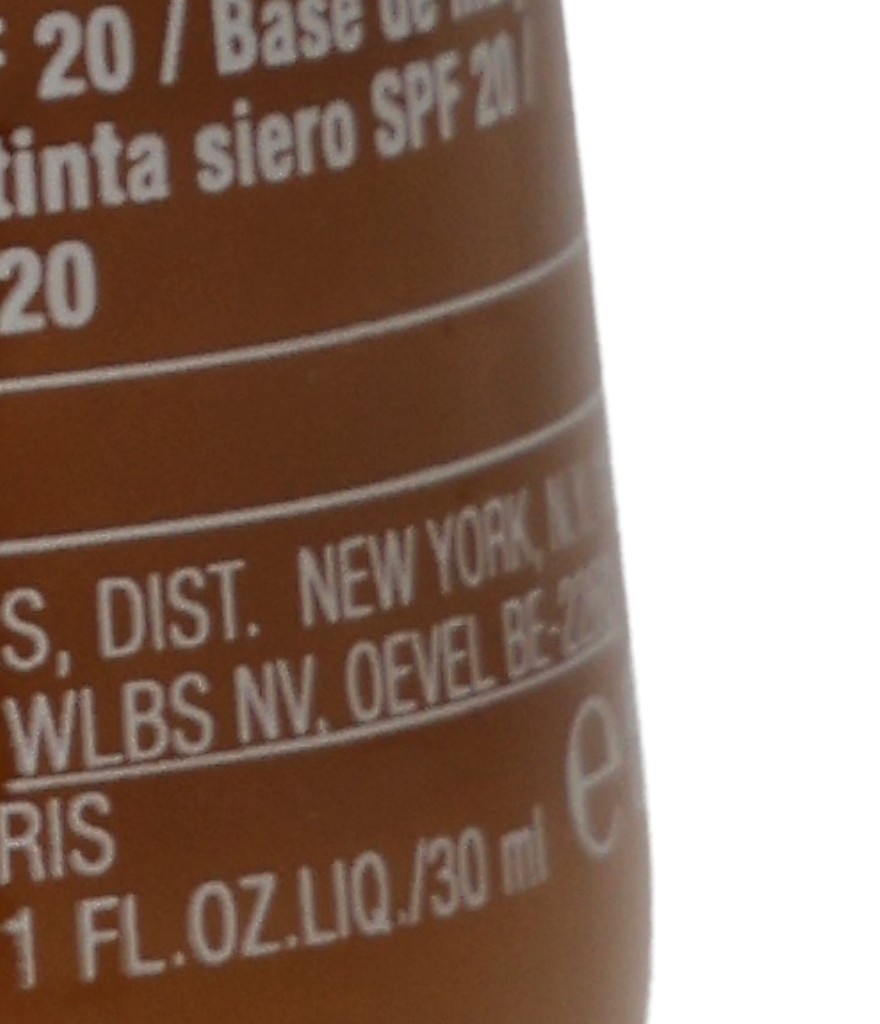 20 / Base de
tinta siero SPF 20 /
20
S, DIST. NEW YORK, N.Y.
WLBS NV. OEVEL
RIS
1 FL.OZ.LIQ./30 ml e